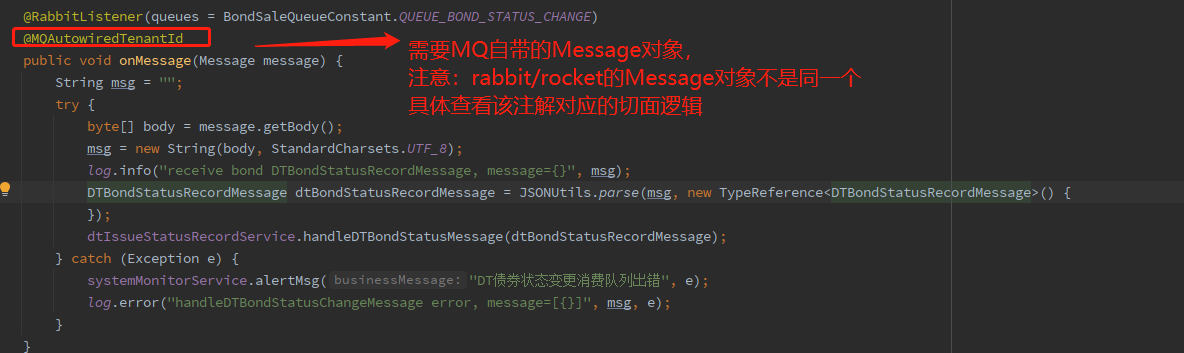 @RabbitListener(queues = BondSaleQueueConstant.QUEUE_BOND_STATUS_CHANGE)
@MQAutowiredTenantId
需要MQ自带的Message对象，
注意：rabbit/rocket的Message对象不是同一个
具体查看该注解对应的切面逻辑
public void onMessage(Message message) {
String msg = "";
try {
byte[] body = message.getBody();
msg = new String(body, StandardCharsets.UTF_8);
log.info("receive bond DTBondStatusRecordMessage, message={}", msg);
DTBondStatusRecordMessage dtBondStatusRecordMessage = JSONUtils.parse(msg, new TypeReference<DTBondStatusRecordMessage>() {
});
dtIssueStatusRecordService.handleDTBondStatusMessage(dtBondStatusRecordMessage);
} catch (Exception e) {
systemMonitorService.alertMsg( businessMessage: "DT债券状态变更消费队列出错", e);
log.error("handleDTBondStatusChangeMessage error, message=[{}]", msg, e);
}
}